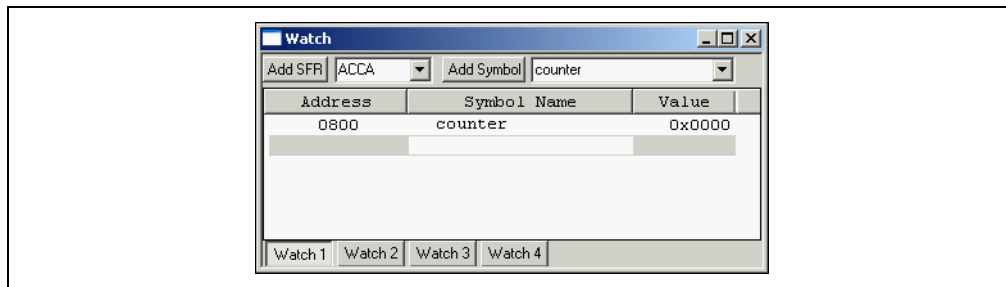 Watch
Add SFR ACCA Add Symbol counter
Address Symbol Name Value
0800 counter 0x0000
Watch 1 Watch 2 Watch 3 Watch 4